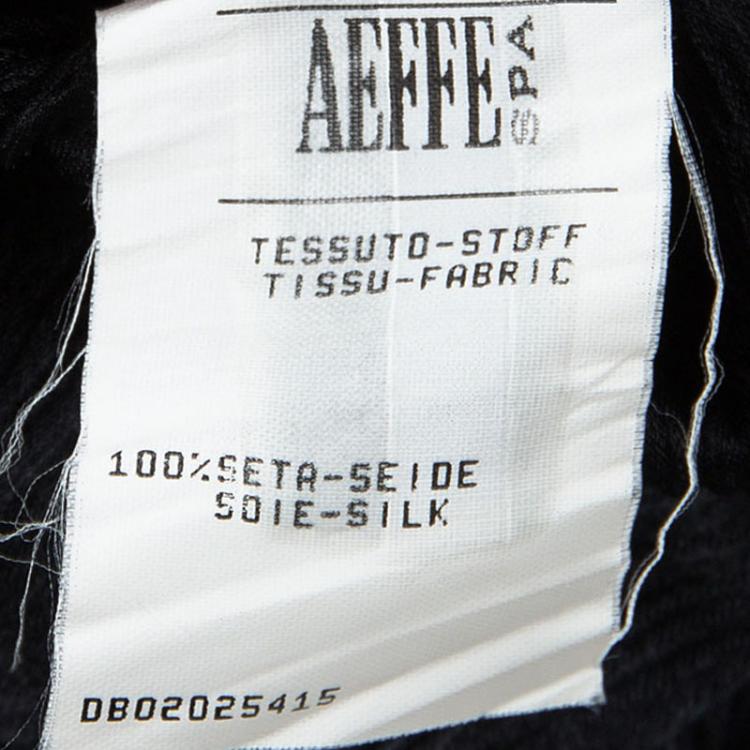 AEFFE SPA
TESSUTO-STOFF
TISSU-FABRIC
100%SETA-SEIDE
SOIE-SILK
DB02025415